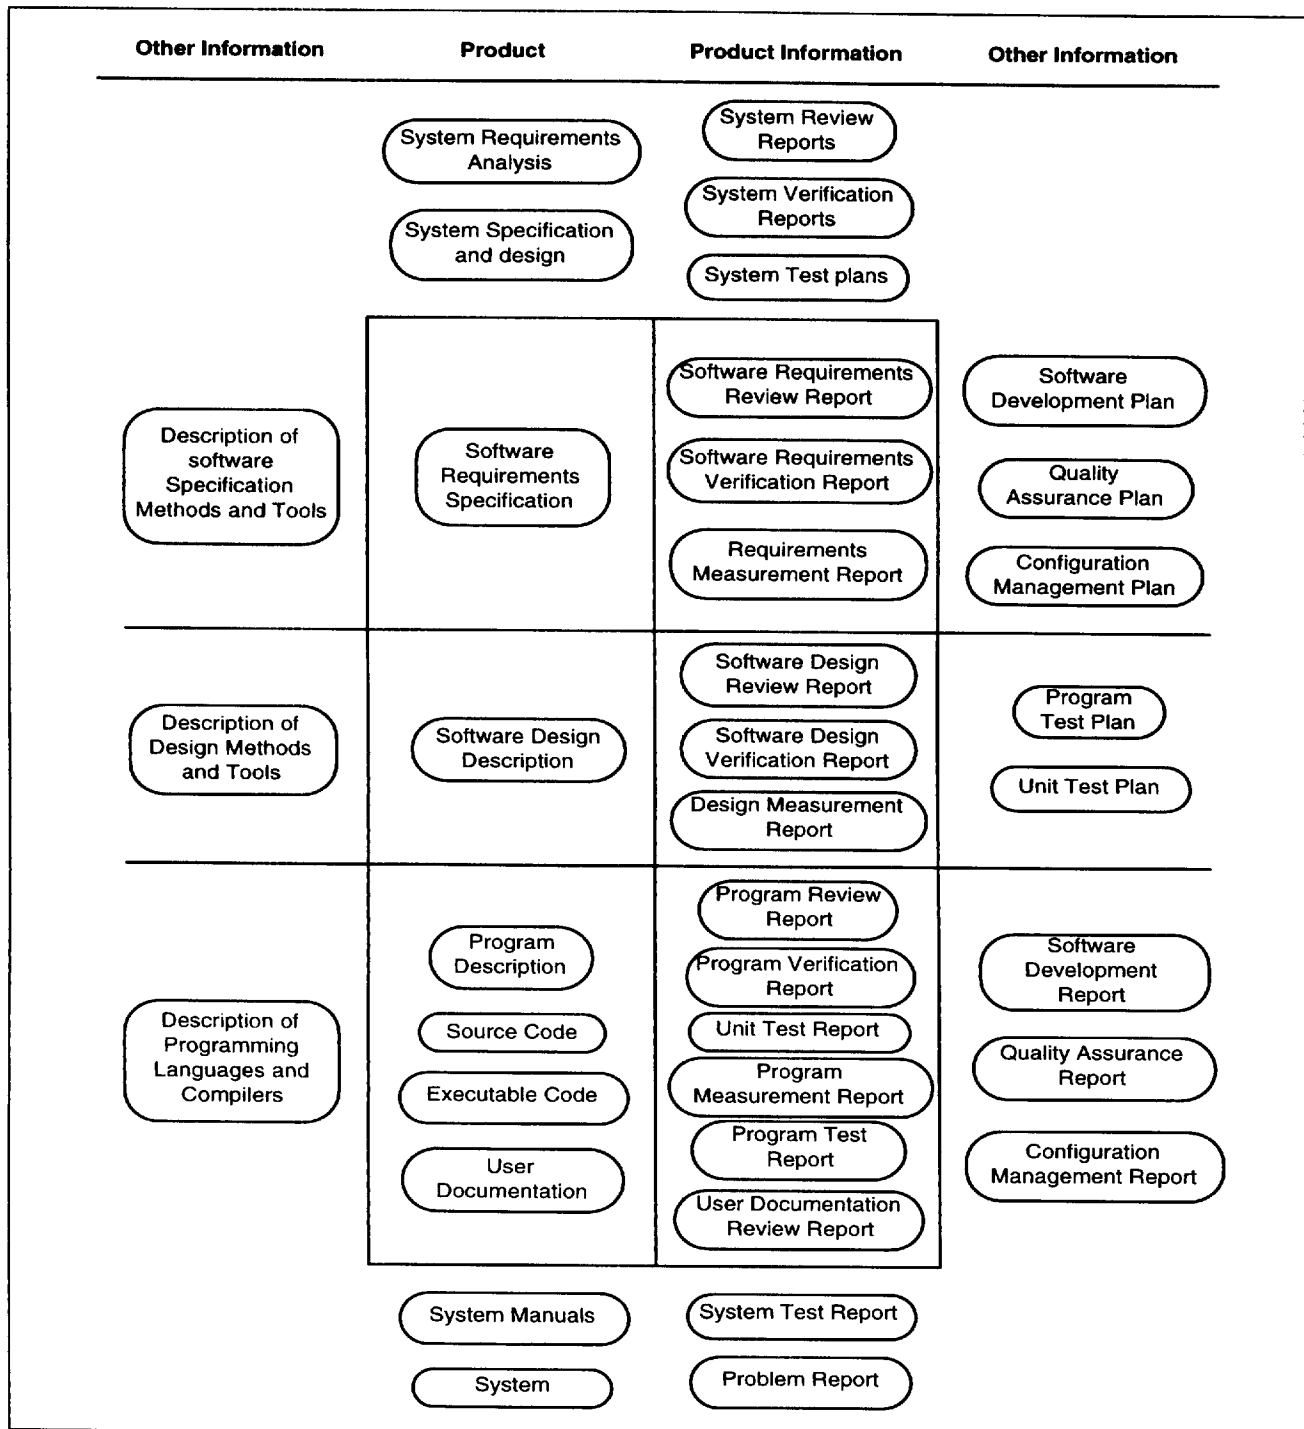 Other Information
Product
Product Information
Other Information
System Requirements
Analysis
System Specification
and design
System Review
Reports
System Verification
Reports
System Test plans
Description of
software
Specification
Methods and Tools
Software
Requirements
Specification
Software Requirements
Review Report
Software Requirements
Verification Report
Requirements
Measurement Report
Software
Development Plan
Quality
Assurance Plan
Configuration
Management Plan
Description of
Design Methods
and Tools
Software Design
Description
Software Design
Review Report
Software Design
Verification Report
Design Measurement
Report
Program
Test Plan
Unit Test Plan
Description of
Programming
Languages and
Compilers
Program
Description
Source Code
Executable Code
User
Documentation
Program Review
Report
Program Verification
Report
Unit Test Report
Program
Measurement Report
Program Test
Report
User Documentation
Review Report
Software
Development
Report
Quality Assurance
Report
Configuration
Management Report
System Manuals
System
System Test Report
Problem Report